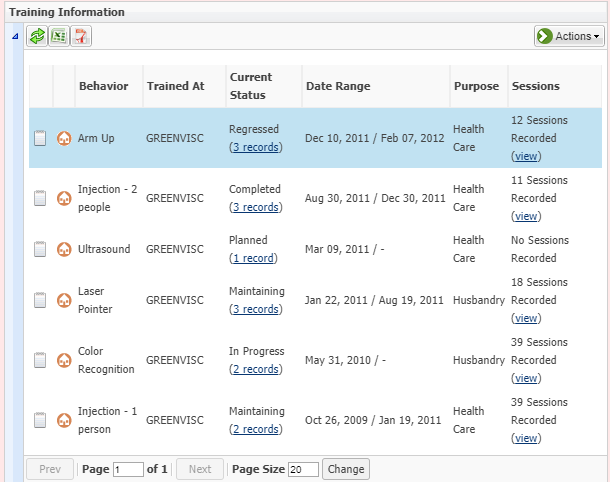 Training Information
Actions
Behavior Trained At Current Status Date Range Purpose Sessions
Arm Up GREENVISC Regressed (3 records) Dec 10, 2011 / Feb 07, 2012 Health Care 12 Sessions Recorded (view)
Injection - 2 people GREENVISC Completed (3 records) Aug 30, 2011 / Dec 30, 2011 Health Care 11 Sessions Recorded (view)
Ultrasound GREENVISC Planned (1 record) Mar 09, 2011 / - Health Care No Sessions Recorded
Laser Pointer GREENVISC Maintaining (3 records) Jan 22, 2011 / Aug 19, 2011 Husbandry 18 Sessions Recorded (view)
Color Recognition GREENVISC In Progress (2 records) May 31, 2010 / - Husbandry 39 Sessions Recorded (view)
Injection - 1 person GREENVISC Maintaining (2 records) Oct 26, 2009 / Jan 19, 2011 Health Care 39 Sessions Recorded (view)
Prev Page 1 of 1 Next Page Size 20 Change